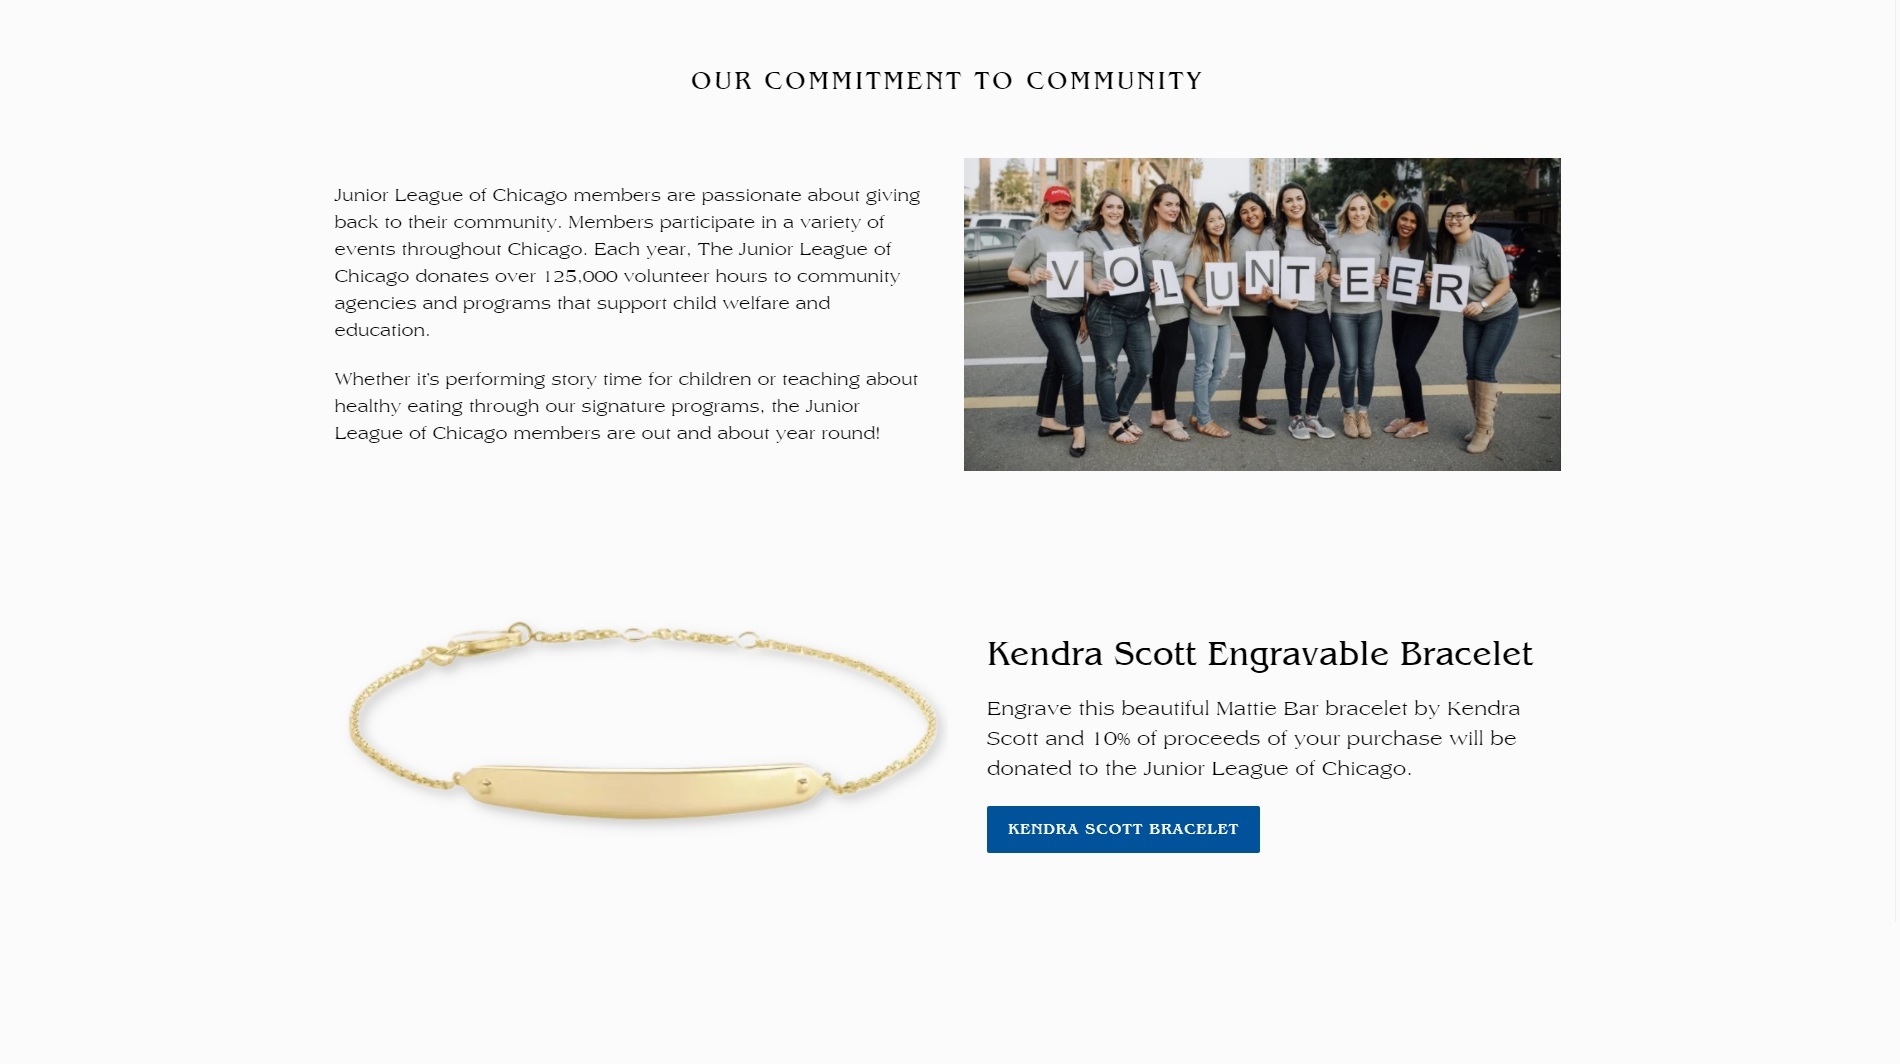 OUR COMMITMENT TO COMMUNITY
Junior League of Chicago members are passionate about giving
back to their community. Members participate in a variety of
events throughout Chicago. Each year, The Junior League of
Chicago donates over 125,000 volunteer hours to community
agencies and programs that support child welfare and
education.
Whether it's performing story time for children or teaching about
healthy eating through our signature programs, the Junior
League of Chicago members are out and about year round!
VOLUNTEER
Kendra Scott Engravable Bracelet
Engrave this beautiful Mattie Bar bracelet by Kendra
Scott and 10% of proceeds of your purchase will be
donated to the Junior League of Chicago.
KENDRA SCOTT BRACELET